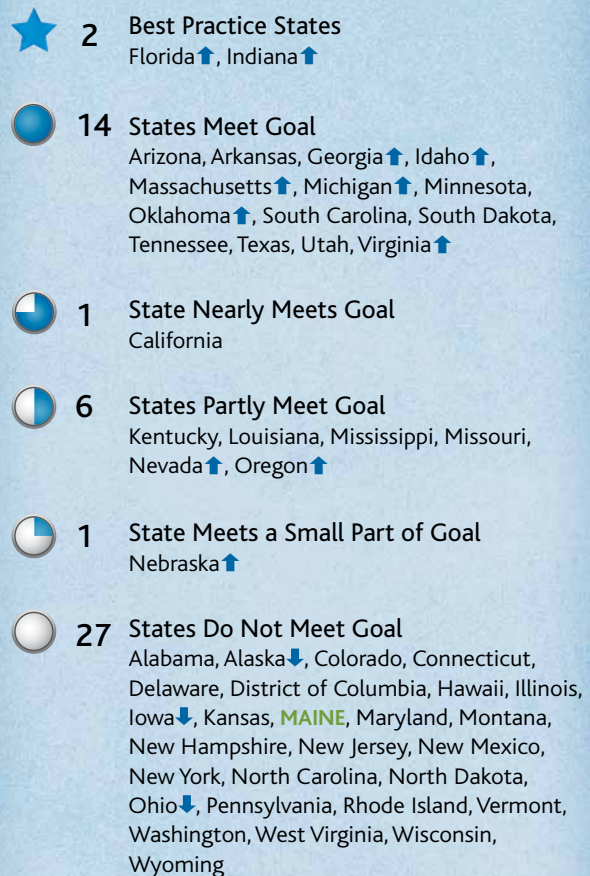 2 Best Practice States
Florida⬆, Indiana⬆
14 States Meet Goal
Arizona, Arkansas, Georgia⬆, Idaho⬆,
Massachusetts⬆, Michigan⬆, Minnesota,
Oklahoma⬆, South Carolina, South Dakota,
Tennessee, Texas, Utah, Virginia⬆
1 State Nearly Meets Goal
California
6 States Partly Meet Goal
Kentucky, Louisiana, Mississippi, Missouri,
Nevada⬆, Oregon⬆
1 State Meets a Small Part of Goal
Nebraska⬆
27 States Do Not Meet Goal
Alabama, Alaska⬇, Colorado, Connecticut,
Delaware, District of Columbia, Hawaii, Illinois,
Iowa⬇, Kansas, MAINE, Maryland, Montana,
New Hampshire, New Jersey, New Mexico,
New York, North Carolina, North Dakota,
Ohio⬇, Pennsylvania, Rhode Island, Vermont,
Washington, West Virginia, Wisconsin,
Wyoming